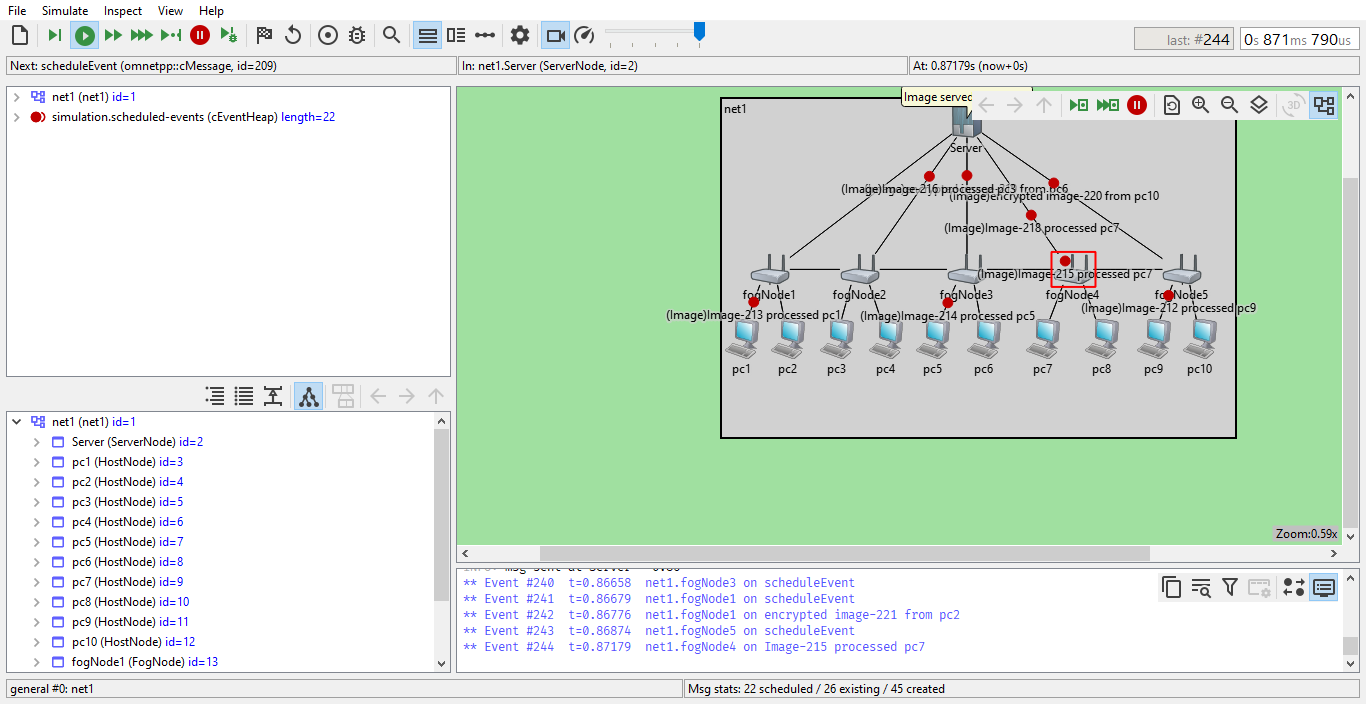 File Simulate Inspect View Help
last: #244 0s 871ms 790us
Next: scheduleEvent (omnetpp::cMessage, id=209) In: net1.Server (ServerNode, id=2) At: 0.87179s (now+0s)
net1 (net1) id=1
simulation.scheduled-events (cEventHeap) length=22
net1 (net1) id=1
Server (ServerNode) id=2
pc1 (HostNode) id=3
pc2 (HostNode) id=4
pc3 (HostNode) id=5
pc4 (HostNode) id=6
pc5 (HostNode) id=7
pc6 (HostNode) id=8
pc7 (HostNode) id=9
pc8 (HostNode) id=10
pc9 (HostNode) id=11
pc10 (HostNode) id=12
fogNode1 (FogNode) id=13
Image served
3D
net1
Server
(Image)Image-216 processed pc3 from pc6
(Image)encrypted image-220 from pc10
(Image)Image-218 processed pc7
(Image)Image-215 processed pc7
fogNode1 fogNode2 fogNode3 fogNode4 fogNode5
(Image)Image-213 processed pc1 (Image)Image-214 processed pc5 (Image)Image-212 processed pc9
pc1 pc2 pc3 pc4 pc5 pc6 pc7 pc8 pc9 pc10
Zoom:0.59x
** Event #240 t=0.86658 net1.fogNode3 on scheduleEvent
** Event #241 t=0.86679 net1.fogNode1 on scheduleEvent
** Event #242 t=0.86776 net1.fogNode1 on encrypted image-221 from pc2
** Event #243 t=0.86874 net1.fogNode5 on scheduleEvent
** Event #244 t=0.87179 net1.fogNode4 on Image-215 processed pc7
general #0: net1 Msg stats: 22 scheduled / 26 existing / 45 created